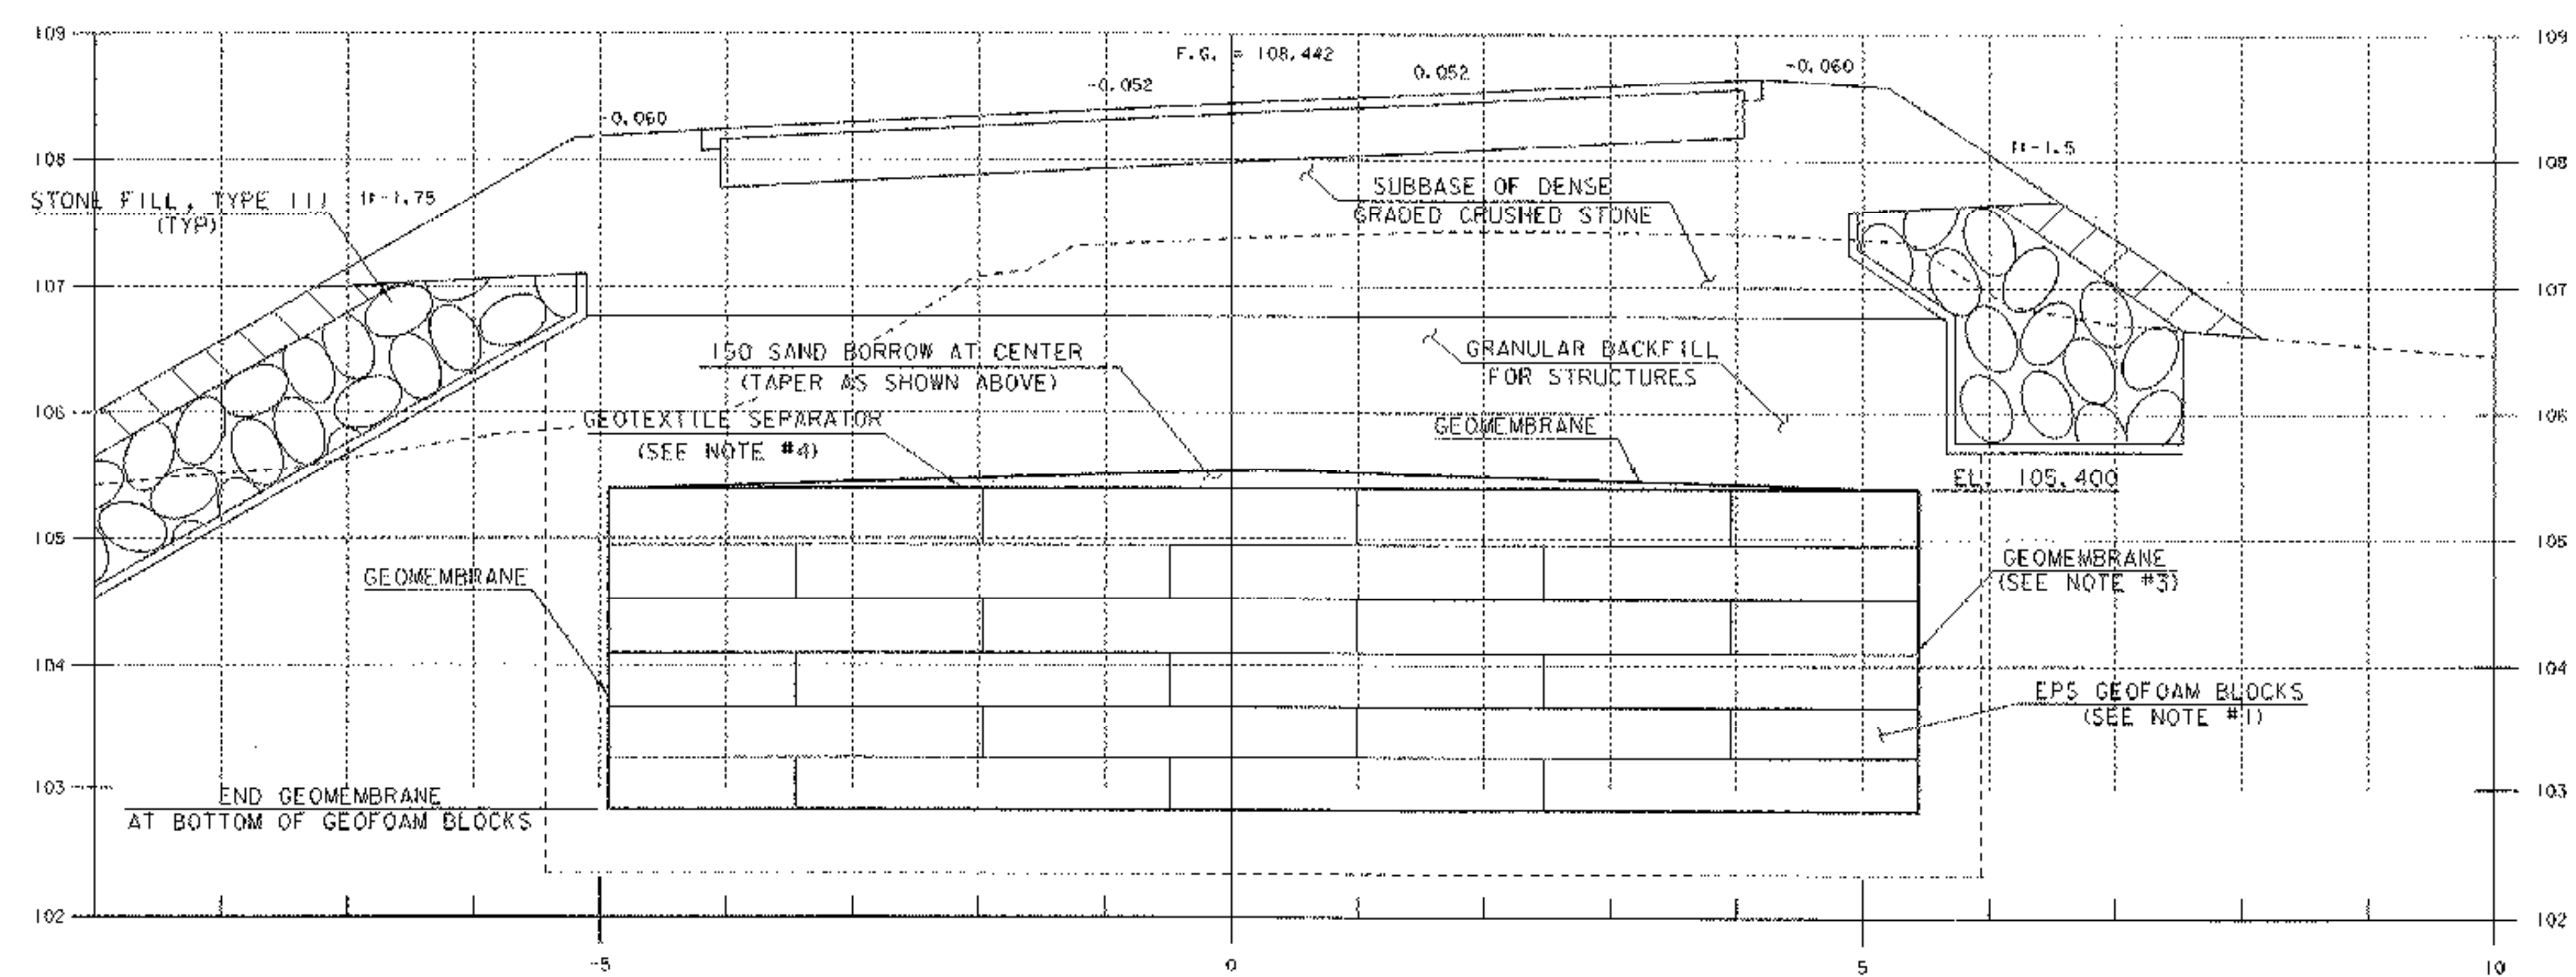 109
109
F.G. = 108.442
-0.060
-0.052
0.052
-0.060
108
108
STONE FILL, TYPE III
(TYP)
1:-1.75
1:-1.5
SUBBASE OF DENSE
GRADED CRUSHED STONE
107
107
150 SAND BORROW AT CENTER
(TAPER AS SHOWN ABOVE)
GRANULAR BACKFILL
FOR STRUCTURES
106
106
GEOTEXTILE SEPARATOR
(SEE NOTE #4)
GEOMEMBRANE
EL. 105.400
105
105
GEOMEMBRANE
GEOMEMBRANE
(SEE NOTE #3)
104
104
EPS GEOFOAM BLOCKS
(SEE NOTE #1)
103
103
END GEOMEMBRANE
AT BOTTOM OF GEOFOAM BLOCKS
102
102
-5
0
5
10